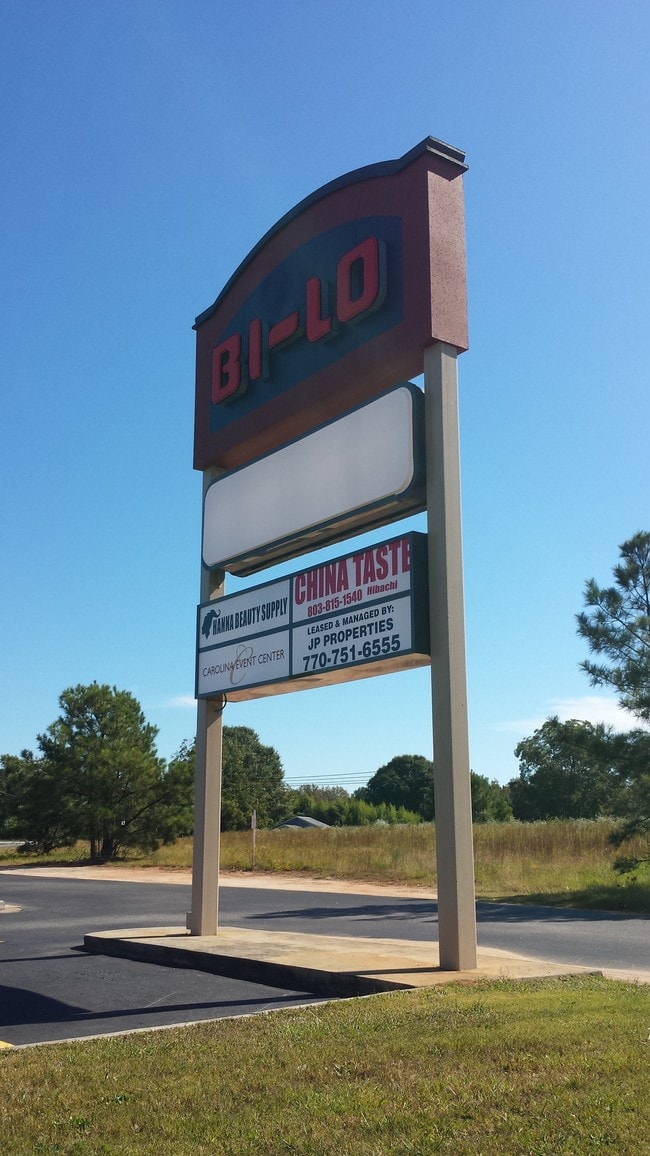 BI-LO
HANNA BEAUTY SUPPLY
CHINA TASTE
803-815-1540 Hibachi
CAROLINA EVENT CENTER
LEASED & MANAGED BY:
JP PROPERTIES
770-751-6555